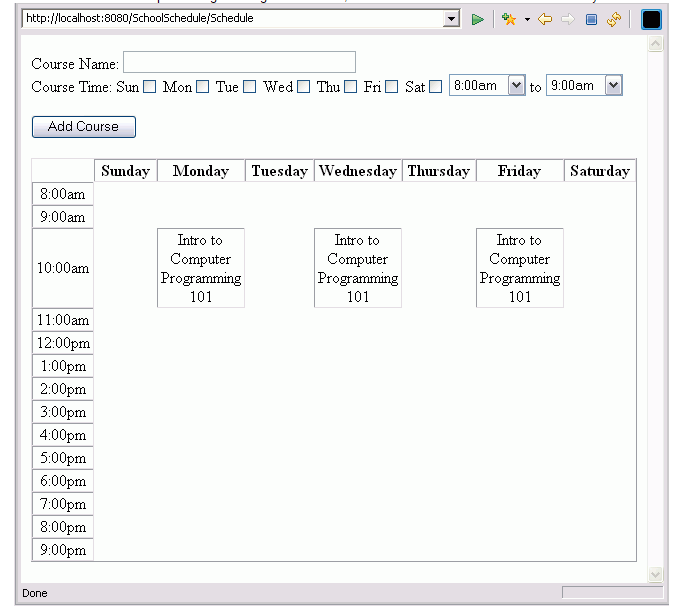 http://localhost:8080/SchoolSchedule/Schedule
Course Name:
Course Time: Sun Mon Tue Wed Thu Fri Sat 8:00am to 9:00am
Add Course
Sunday Monday Tuesday Wednesday Thursday Friday Saturday
8:00am
9:00am
10:00am
Intro to
Computer
Programming
101
Intro to
Computer
Programming
101
Intro to
Computer
Programming
101
11:00am
12:00pm
1:00pm
2:00pm
3:00pm
4:00pm
5:00pm
6:00pm
7:00pm
8:00pm
9:00pm
Done